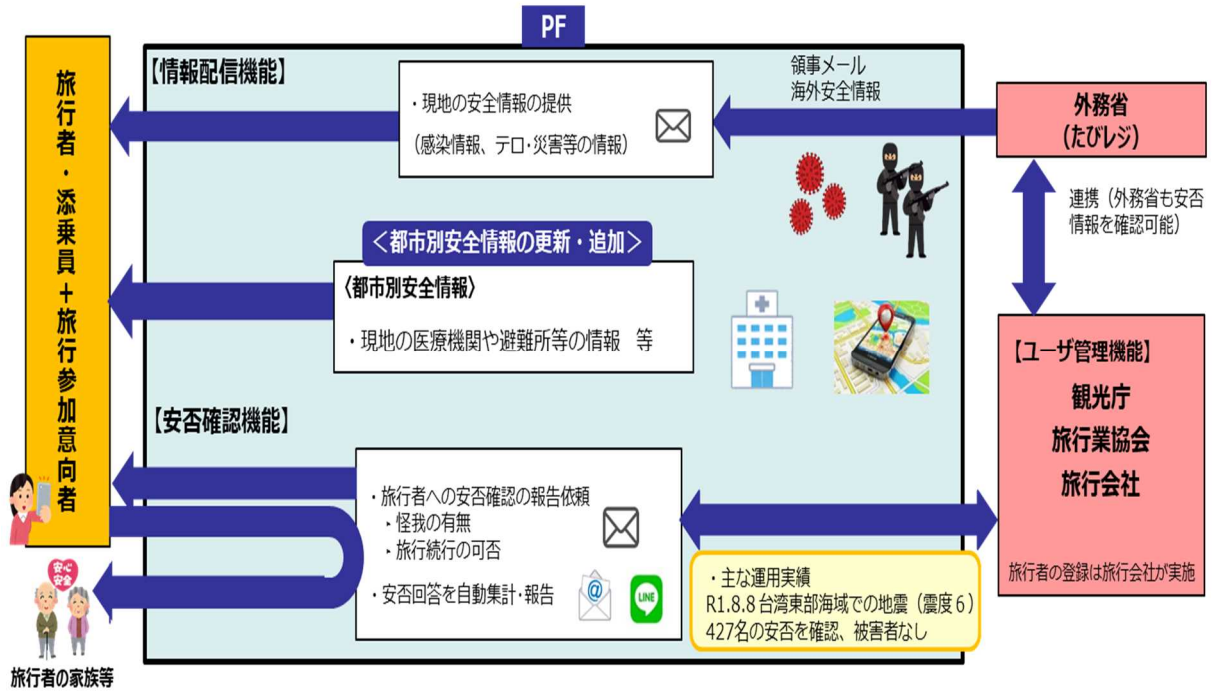 PF
【情報配信機能】
・現地の安全情報の提供
（感染情報、テロ・災害等の情報）
領事メール
海外安全情報
外務省
（たびレジ）
連携（外務省も安否
情報を確認可能）
旅行者・添乗員＋旅行参加意向者
＜都市別安全情報の更新・追加＞
〈都市別安全情報〉
・現地の医療機関や避難所等の情報　等
【ユーザ管理機能】
観光庁
旅行業協会
旅行会社
旅行者の登録は旅行会社が実施
【安否確認機能】
・旅行者への安否確認の報告依頼
‣怪我の有無
‣旅行続行の可否
・安否回答を自動集計・報告
@
LINE
・主な運用実績
R1.8.8 台湾東部海域での地震（震度６）
427名の安否を確認、被害者なし
安心
安全
旅行者の家族等